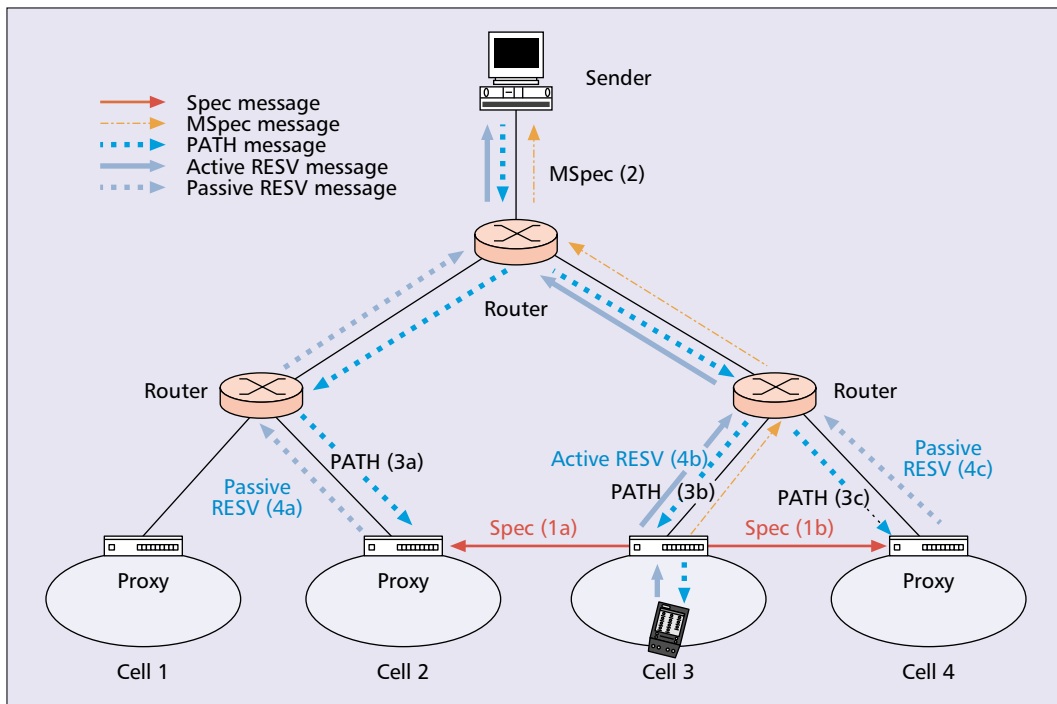 Sender
Spec message
MSpec message
PATH message
Active RESV message
Passive RESV message
MSpec (2)
Router
Router
Router
PATH (3a)
Passive
RESV (4a)
Active RESV (4b)
PATH (3b)
Passive
RESV (4c)
PATH (3c)
Spec (1a)
Spec (1b)
Proxy
Proxy
Proxy
Cell 1
Cell 2
Cell 3
Cell 4